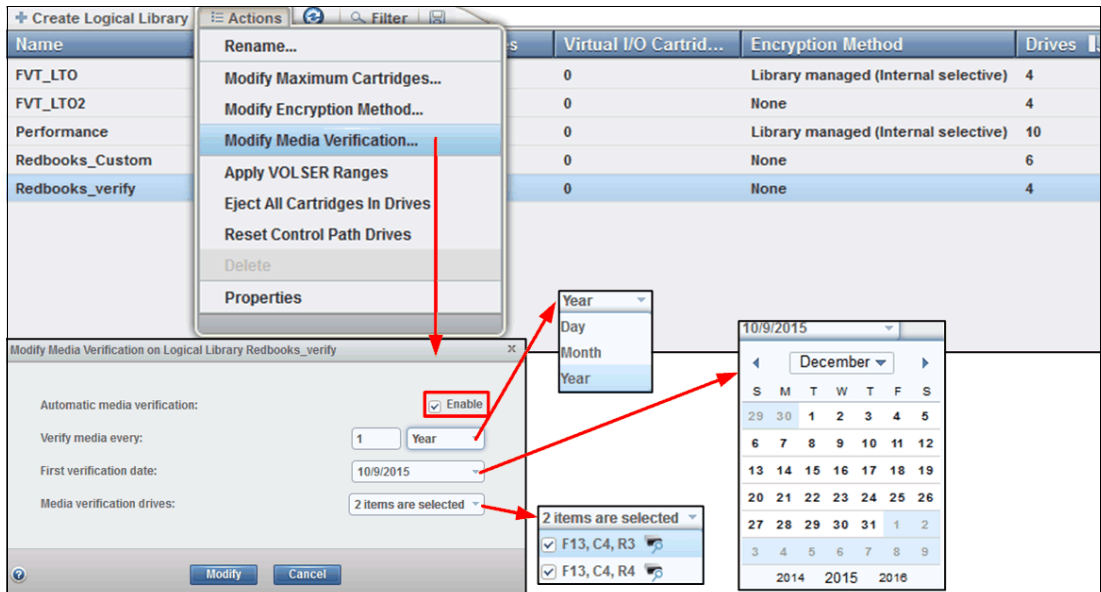 Create Logical Library Actions Filter
Name Virtual I/O Cartrid... Encryption Method Drives
FVT_LTO 0 Library managed (Internal selective) 4
FVT_LTO2 0 None 4
Performance 0 Library managed (Internal selective) 10
Redbooks_Custom 0 None 6
Redbooks_verify 0 None 4
Rename...
Modify Maximum Cartridges...
Modify Encryption Method...
Modify Media Verification...
Apply VOLSER Ranges
Eject All Cartridges In Drives
Reset Control Path Drives
Delete
Properties
Modify Media Verification on Logical Library Redbooks_verify x
Automatic media verification: Enable
Verify media every: 1 Year
First verification date: 10/9/2015
Media verification drives: 2 items are selected
? Modify Cancel
Year
Day
Month
Year
2 items are selected
F13, C4, R3
F13, C4, R4
10/9/2015
December
S M T W T F S
29 30 1 2 3 4 5
6 7 8 9 10 11 12
13 14 15 16 17 18 19
20 21 22 23 24 25 26
27 28 29 30 31 1 2
3 4 5 6 7 8 9
2014 2015 2016